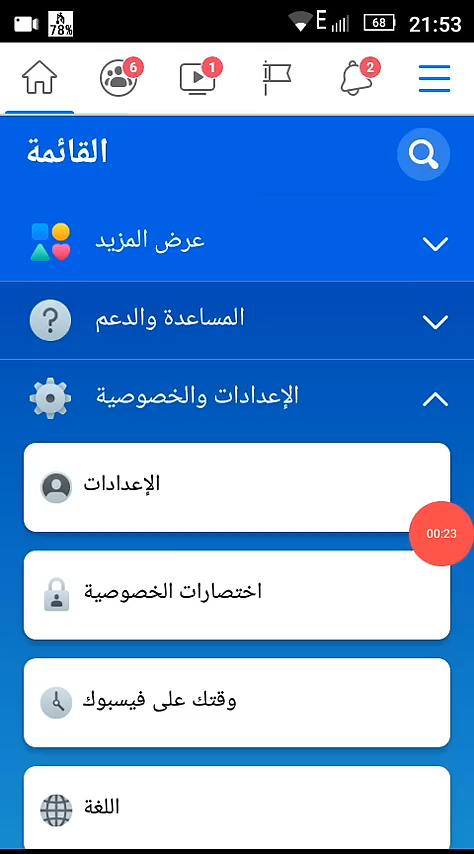 78%
E
68
21:53
6
1
2
القائمة
عرض المزيد
المساعدة والدعم
الإعدادات والخصوصية
الإعدادات
00:23
اختصارات الخصوصية
وقتك على فيسبوك
اللغة